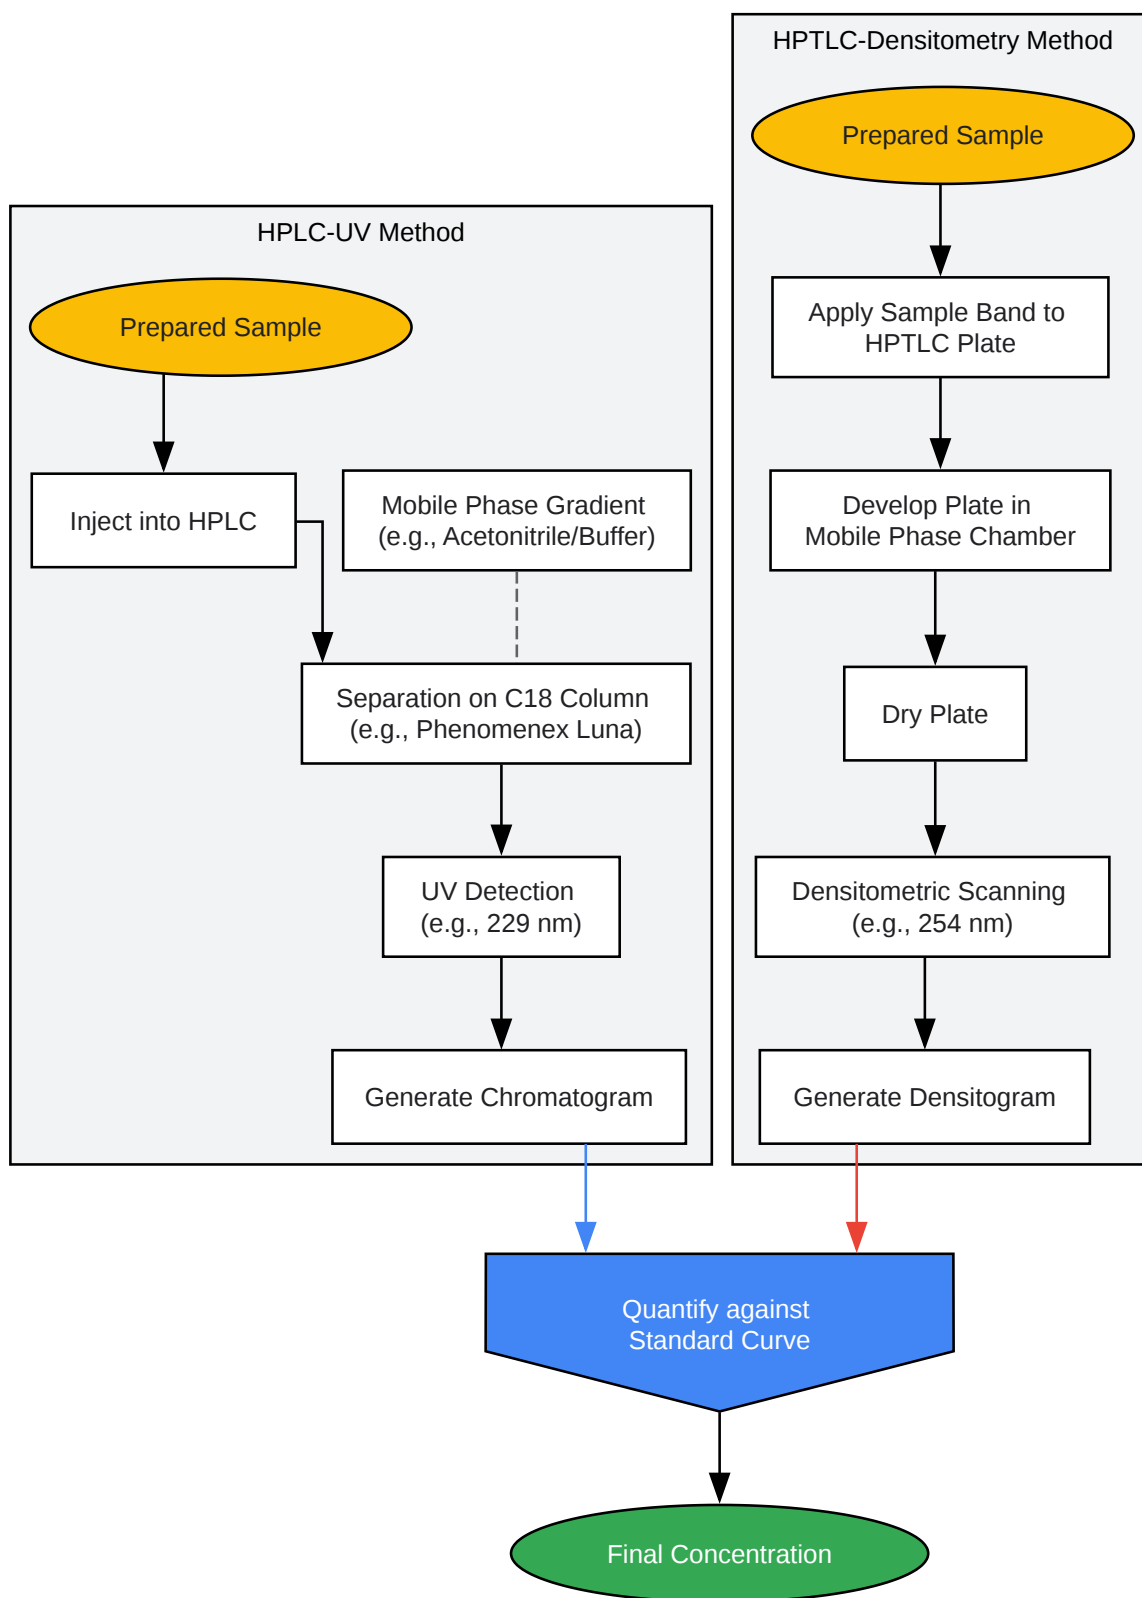 HPLC-UV Method
Prepared Sample
Inject into HPLC
Mobile Phase Gradient
(e.g., Acetonitrile/Buffer)
Separation on C18 Column
(e.g., Phenomenex Luna)
UV Detection
(e.g., 229 nm)
Generate Chromatogram
HPTLC-Densitometry Method
Prepared Sample
Apply Sample Band to
HPTLC Plate
Develop Plate in
Mobile Phase Chamber
Dry Plate
Densitometric Scanning
(e.g., 254 nm)
Generate Densitogram
Quantify against
Standard Curve
Final Concentration